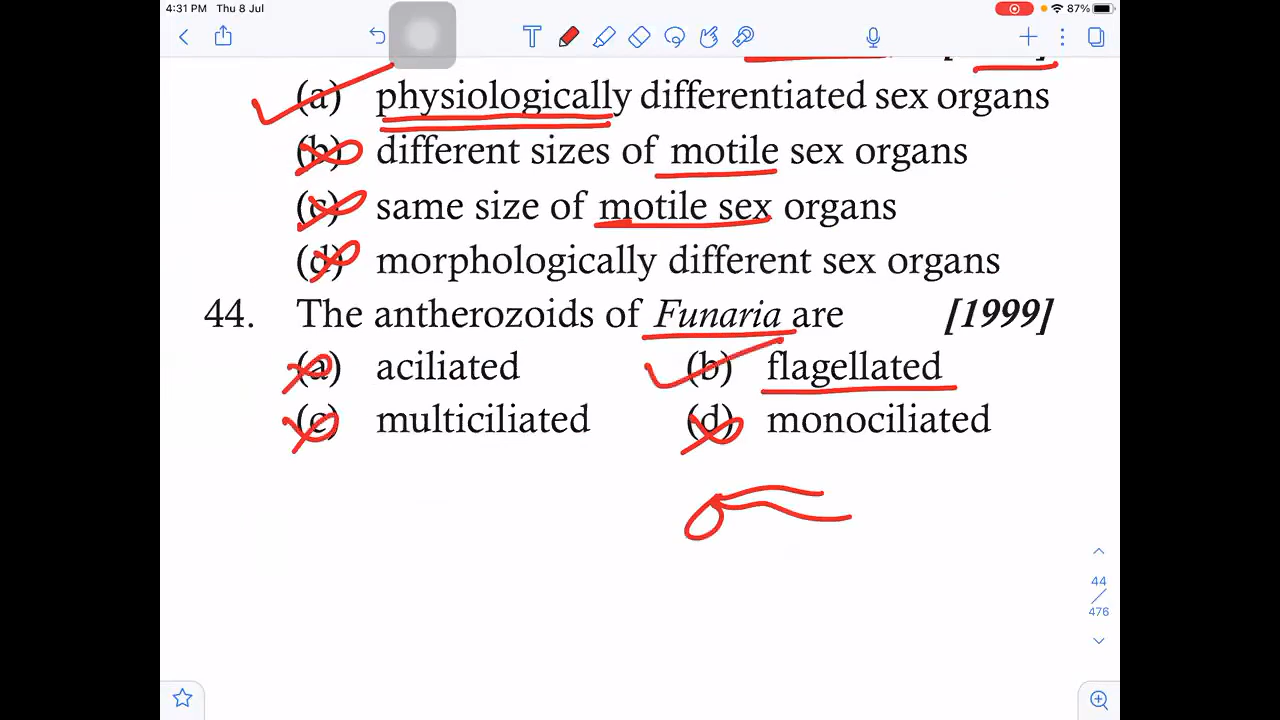 4:31 PM Thu 8 Jul 87%
(a) physiologically differentiated sex organs
(b) different sizes of motile sex organs
(c) same size of motile sex organs
(d) morphologically different sex organs
44. The antherozoids of Funaria are [1999]
(a) aciliated (b) flagellated
(c) multiciliated (d) monociliated
44
476